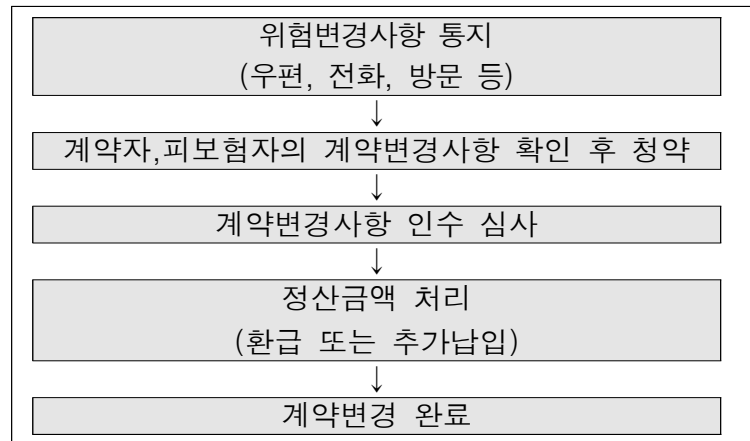 위험변경사항 통지
(우편, 전화, 방문 등)
↓
계약자,피보험자의 계약변경사항 확인 후 청약
↓
계약변경사항 인수 심사
↓
정산금액 처리
(환급 또는 추가납입)
↓
계약변경 완료